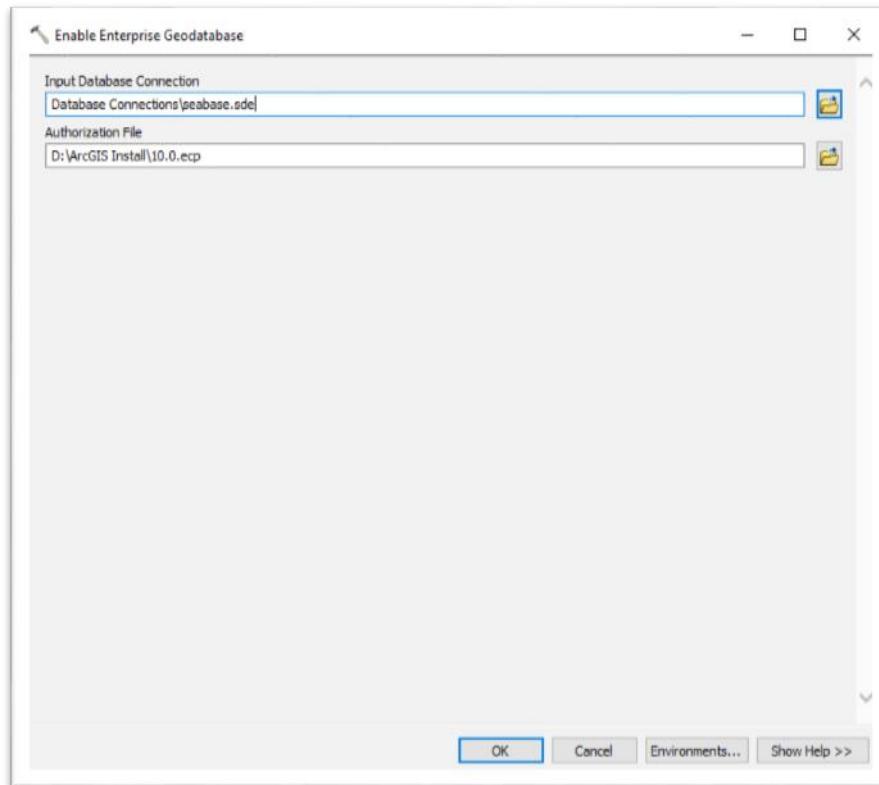 Enable Enterprise Geodatabase
Input Database Connection
Database Connections\peabase.sde
Authorization File
D:\ArcGIS Install\10.0.ecp
OK Cancel Environments... Show Help >>